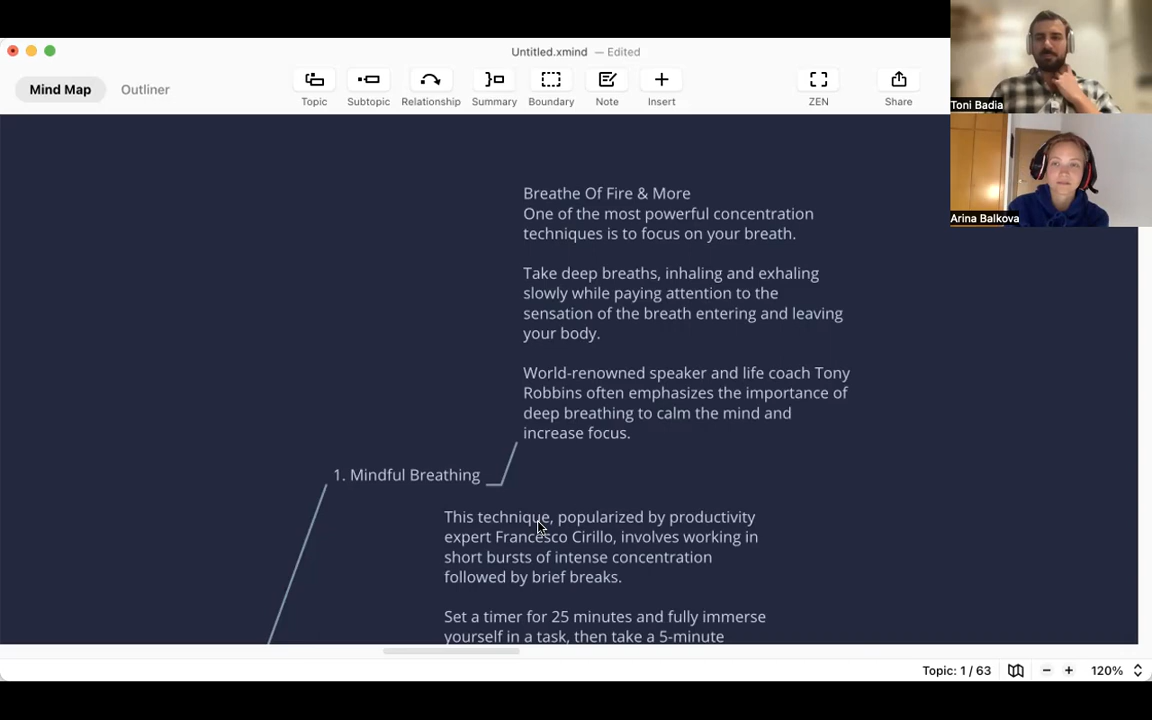 Untitled.xmind — Edited
Mind Map
Outliner
Topic
Subtopic
Relationship
Summary
Boundary
Note
Insert
ZEN
Share
Toni Badia
Arina Balkova
Breathe Of Fire & More
One of the most powerful concentration
techniques is to focus on your breath.
Take deep breaths, inhaling and exhaling
slowly while paying attention to the
sensation of the breath entering and leaving
your body.
World-renowned speaker and life coach Tony
Robbins often emphasizes the importance of
deep breathing to calm the mind and
increase focus.
1. Mindful Breathing
This technique, popularized by productivity
expert Francesco Cirillo, involves working in
short bursts of intense concentration
followed by brief breaks.
Set a timer for 25 minutes and fully immerse
yourself in a task, then take a 5-minute
Topic: 1 / 63
120%